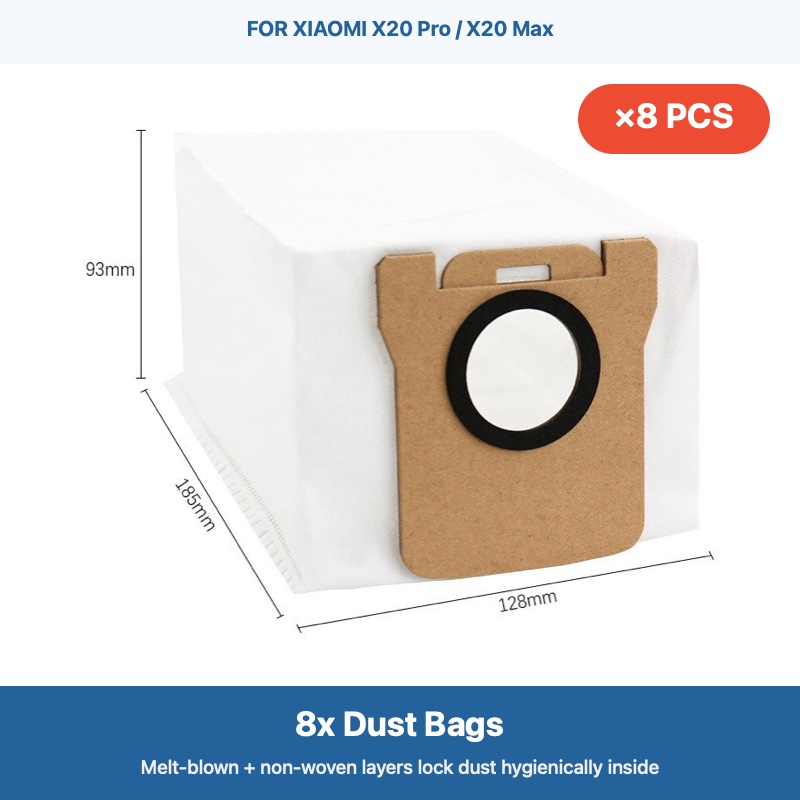 FOR XIAOMI X20 Pro / X20 Max
×8 PCS
93mm
185mm
128mm
8x Dust Bags
Melt-blown + non-woven layers lock dust hygienically inside